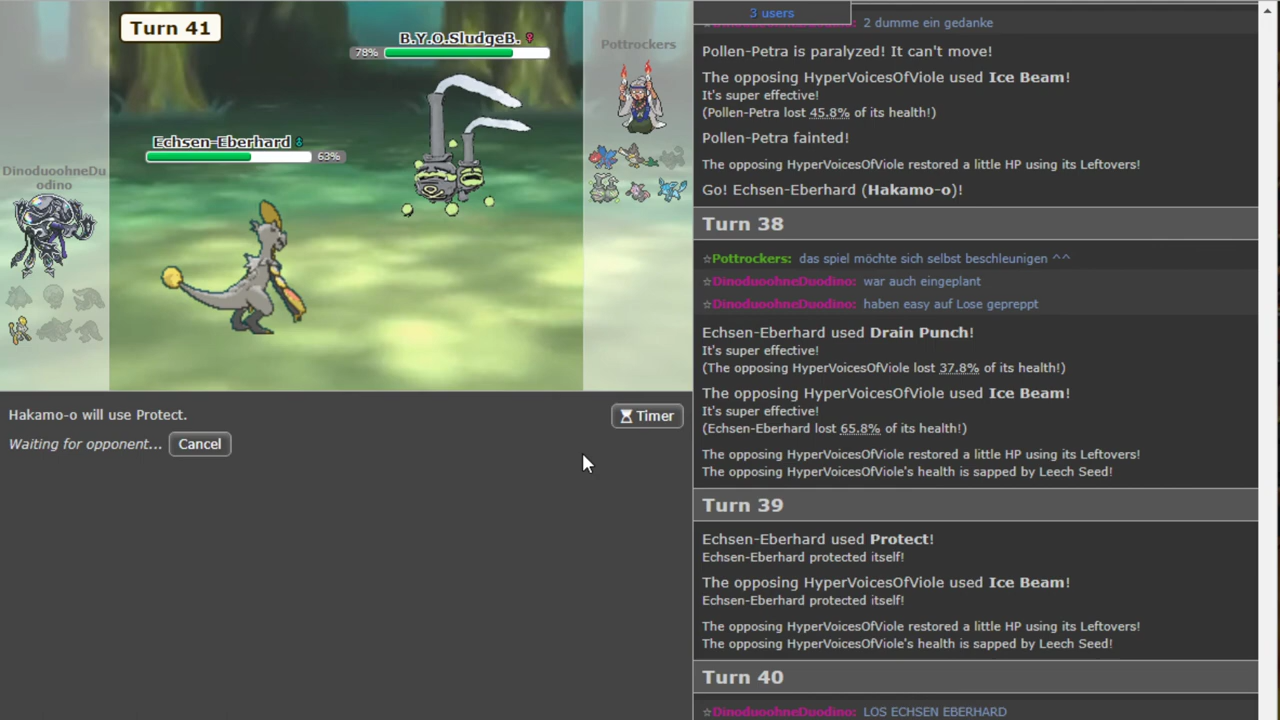 Turn 41
B.Y.O.SludgeB. ♀
78%
Echsen-Eberhard ♂
63%
DinoduoohneDu
odino
Pottrockers
Hakamo-o will use Protect.
Timer
Waiting for opponent... Cancel
3 users
2 dumme ein gedanke
Pollen-Petra is paralyzed! It can't move!
The opposing HyperVoicesOfViole used Ice Beam!
It's super effective!
(Pollen-Petra lost 45.8% of its health!)
Pollen-Petra fainted!
The opposing HyperVoicesOfViole restored a little HP using its Leftovers!
Go! Echsen-Eberhard (Hakamo-o)!
Turn 38
☆Pottrockers: das spiel möchte sich selbst beschleunigen ^^
☆DinoduoohneDuodino: war auch eingeplant
☆DinoduoohneDuodino: haben easy auf Lose gepreppt
Echsen-Eberhard used Drain Punch!
It's super effective!
(The opposing HyperVoicesOfViole lost 37.8% of its health!)
The opposing HyperVoicesOfViole used Ice Beam!
It's super effective!
(Echsen-Eberhard lost 65.8% of its health!)
The opposing HyperVoicesOfViole restored a little HP using its Leftovers!
The opposing HyperVoicesOfViole's health is sapped by Leech Seed!
Turn 39
Echsen-Eberhard used Protect!
Echsen-Eberhard protected itself!
The opposing HyperVoicesOfViole used Ice Beam!
Echsen-Eberhard protected itself!
The opposing HyperVoicesOfViole restored a little HP using its Leftovers!
The opposing HyperVoicesOfViole's health is sapped by Leech Seed!
Turn 40
☆DinoduoohneDuodino: LOS ECHSEN EBERHARD